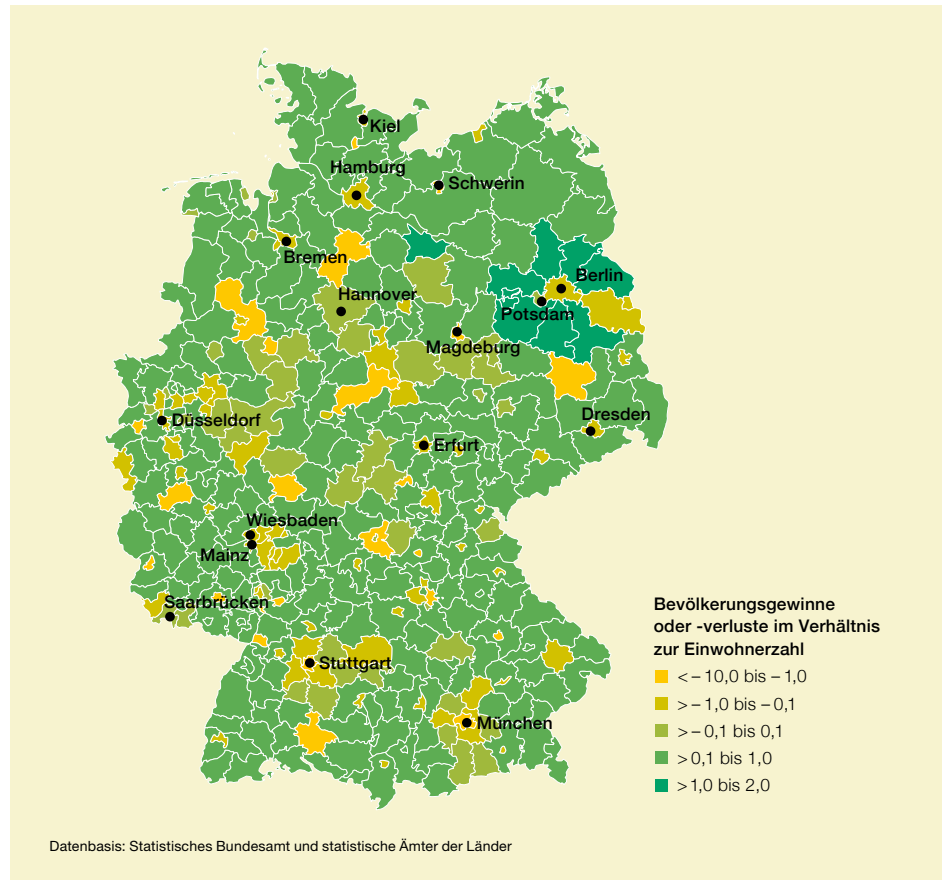 Kiel
Hamburg
Schwerin
Bremen
Berlin
Hannover
Potsdam
Magdeburg
Düsseldorf
Dresden
Erfurt
Wiesbaden
Mainz
Saarbrücken
Stuttgart
München
Bevölkerungsgewinne
oder -verluste im Verhältnis
zur Einwohnerzahl
< – 10,0 bis – 1,0
> – 1,0 bis – 0,1
> – 0,1 bis 0,1
> 0,1 bis 1,0
> 1,0 bis 2,0
Datenbasis: Statistisches Bundesamt und statistische Ämter der Länder